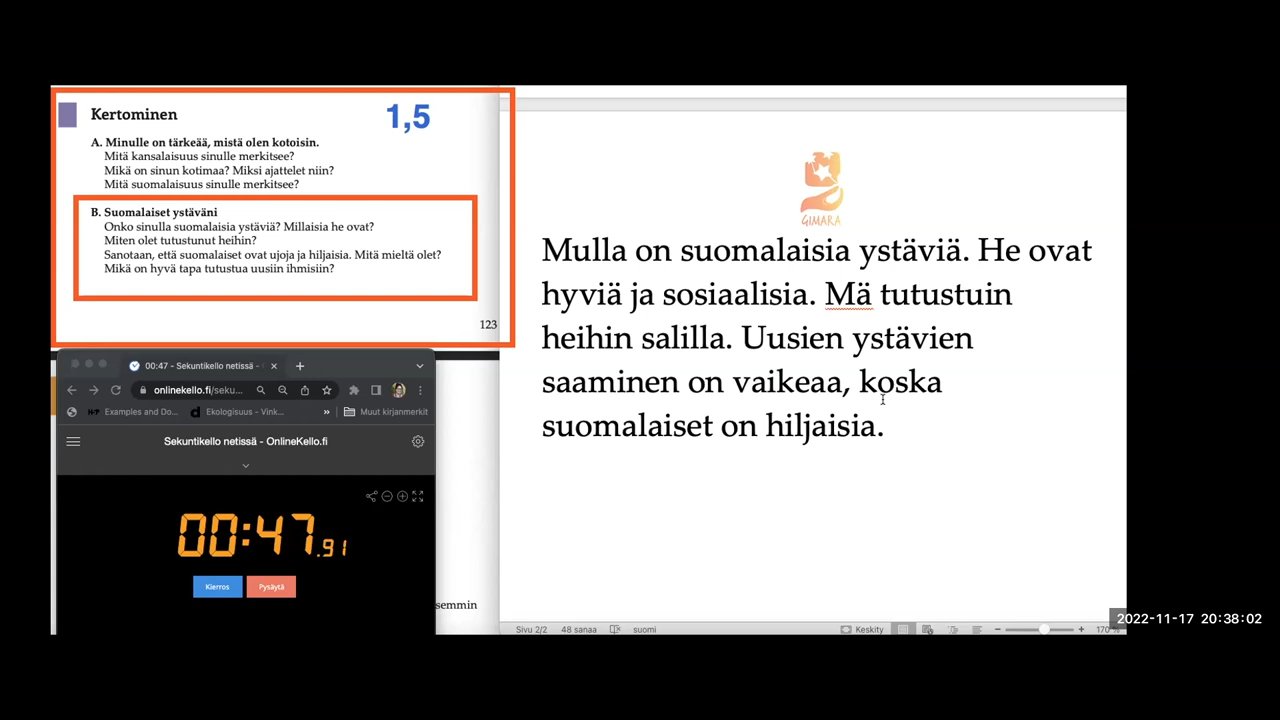 Kertominen
1,5
A. Minulle on tärkeää, mistä olen kotoisin.
Mitä kansalaisuus sinulle merkitsee?
Mikä on sinun kotimaa? Miksi ajattelet niin?
Mitä suomalaisuus sinulle merkitsee?
B. Suomalaiset ystäväni
Onko sinulla suomalaisia ystäviä? Millaisia he ovat?
Miten olet tutustunut heihin?
Sanotaan, että suomalaiset ovat ujoja ja hiljaisia. Mitä mieltä olet?
Mikä on hyvä tapa tutustua uusiin ihmisiin?
123
GIMARA
Mulla on suomalaisia ystäviä. He ovat
hyviä ja sosiaalisia. Mä tutustuin
heihin salilla. Uusien ystävien
saaminen on vaikeaa, koska
suomalaiset on hiljaisia.
00:47 - Sekuntikello netissä -
onlinekello.fi/seku...
Examples and Do...
Ekologisuus - Vink...
»
Muut kirjanmerkit
Sekuntikello netissä - OnlineKello.fi
00:47.91
Kierros
Pysäytä
semmin
Sivu 2/2
48 sanaa
suomi
Keskity
170 %
2022-11-17 20:38:02